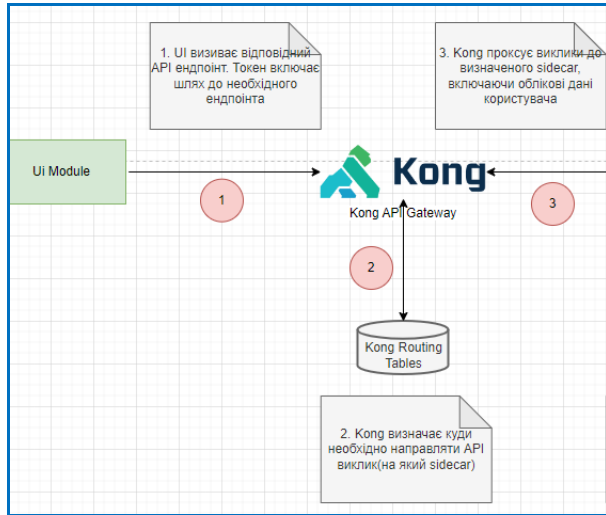 1. UI визиває відповідний
API ендпоінт. Токен включає
шлях до необхідного
ендпоінта
3. Kong проксує виклики до
визначеного sidecar,
включаючи облікові дані
користувача
Ui Module
1
Kong
Kong API Gateway
3
2
Kong Routing
Tables
2. Kong визначає куди
необхідно направляти API
виклик(на який sidecar)